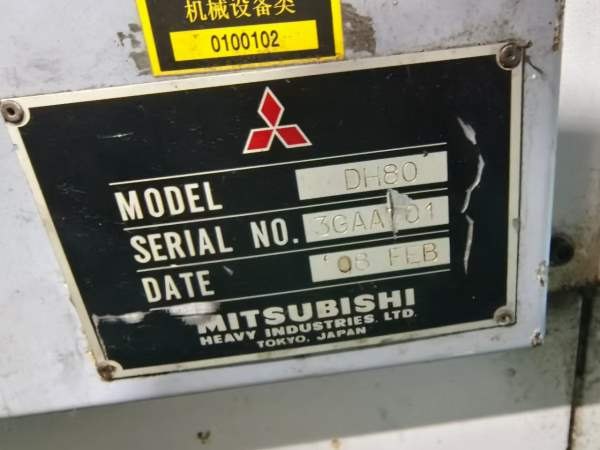 机械设备类
0100102
MODEL DH80
SERIAL NO.
DATE '08 FEB
MITSUBISHI
HEAVY INDUSTRIES. LTD.
TOKYO. JAPAN